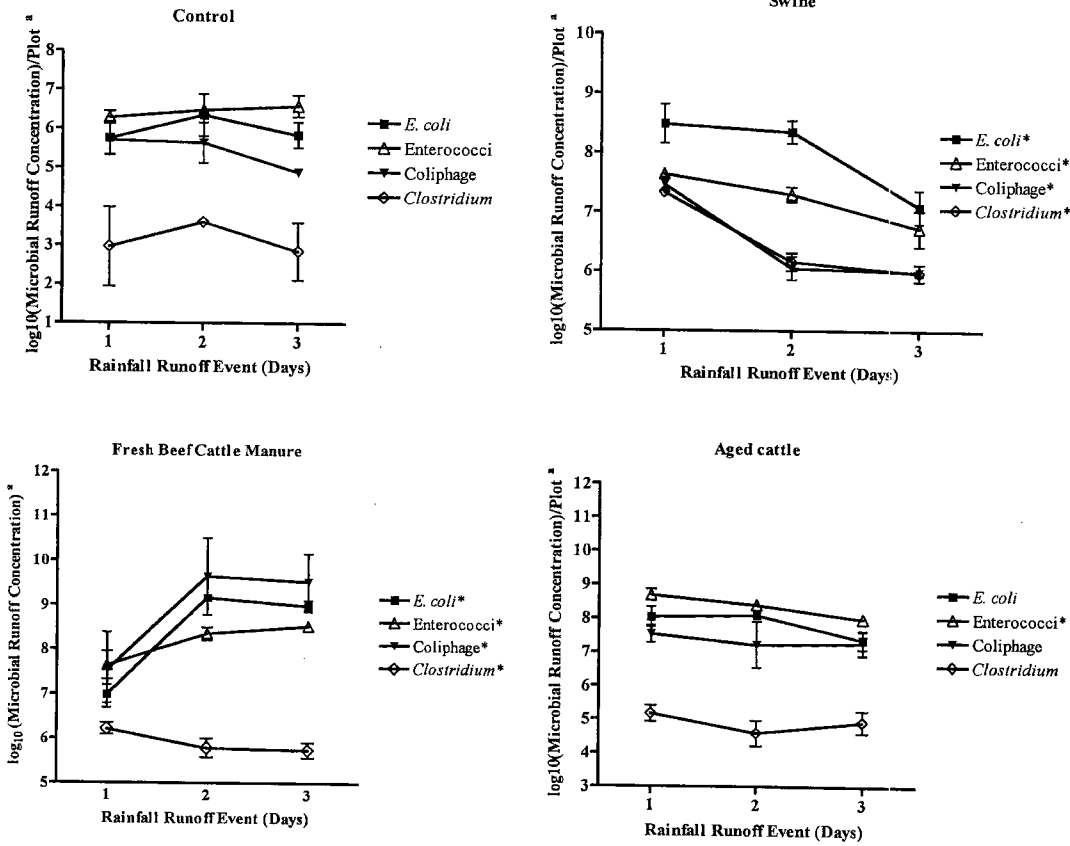 Control
log10(Microbial Runoff Concentration)/Plot a
8
7
6
5
4
3
2
1
1 2 3
Rainfall Runoff Event (Days)
E. coli
Enterococci
Coliphage
Clostridium
Swine
log10(Microbial Runoff Concentration)/Plot a
10
9
8
7
6
5
1 2 3
Rainfall Runoff Event (Days)
E. coli*
Enterococci*
Coliphage*
Clostridium*
Fresh Beef Cattle Manure
log10(Microbial Runoff Concentration) a
12
11
10
9
8
7
6
5
1 2 3
Rainfall Runoff Event (Days)
E. coli*
Enterococci*
Coliphage*
Clostridium*
Aged cattle
log10(Microbial Runoff Concentration)/Plot a
12
11
10
9
8
7
6
5
4
3
1 2 3
Rainfall Runoff Event (Days)
E. coli
Enterococci*
Coliphage
Clostridium